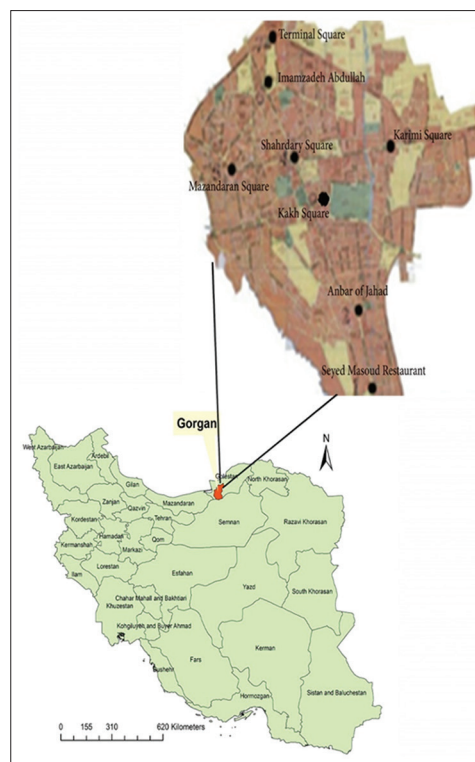 Terminal Square
Imamzadeh Abdullah
Shahrdary Square
Karimi Square
Mazandaran Square
Kakh Square
Anbar of Jahad
Seyed Masoud Restaurant
Gorgan
N
West Azarbaijan
Ardebil
East Azarbaijan
Gilan
Golestan
North Khorasan
Zanjan
Mazandaran
Qazvin
Kordestan
Tehran
Semnan
Razavi Khorasan
Hamadan
Qom
Kermanshah
Markazi
Ilam
Lorestan
Esfahan
Yazd
South Khorasan
Chahar Mahall and Bakhtiari
Khuzestan
Kohgiluyeh and Buyer Ahmad
Fars
Kerman
Bushehr
Hormozgan
Sistan and Baluchestan
0 155 310 620 Kilometers